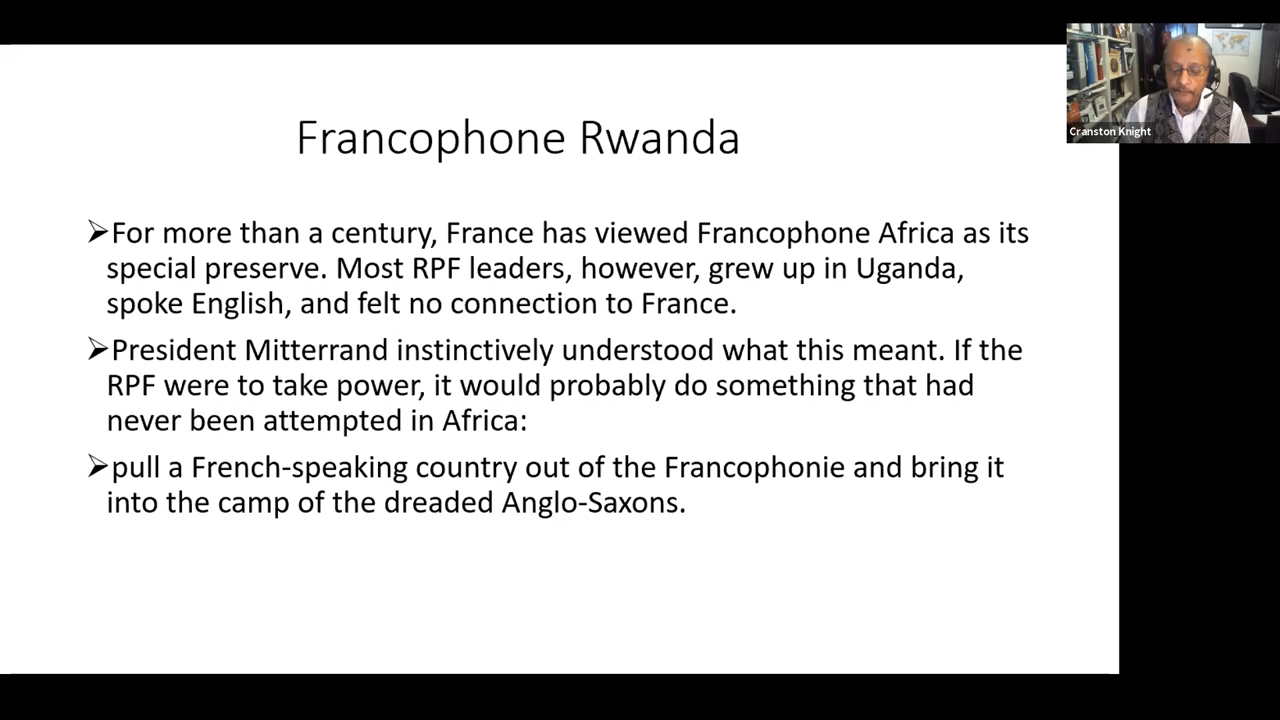 Francophone Rwanda
➢For more than a century, France has viewed Francophone Africa as its
special preserve. Most RPF leaders, however, grew up in Uganda,
spoke English, and felt no connection to France.
➢President Mitterrand instinctively understood what this meant. If the
RPF were to take power, it would probably do something that had
never been attempted in Africa:
➢pull a French-speaking country out of the Francophonie and bring it
into the camp of the dreaded Anglo-Saxons.
Cranston Knight